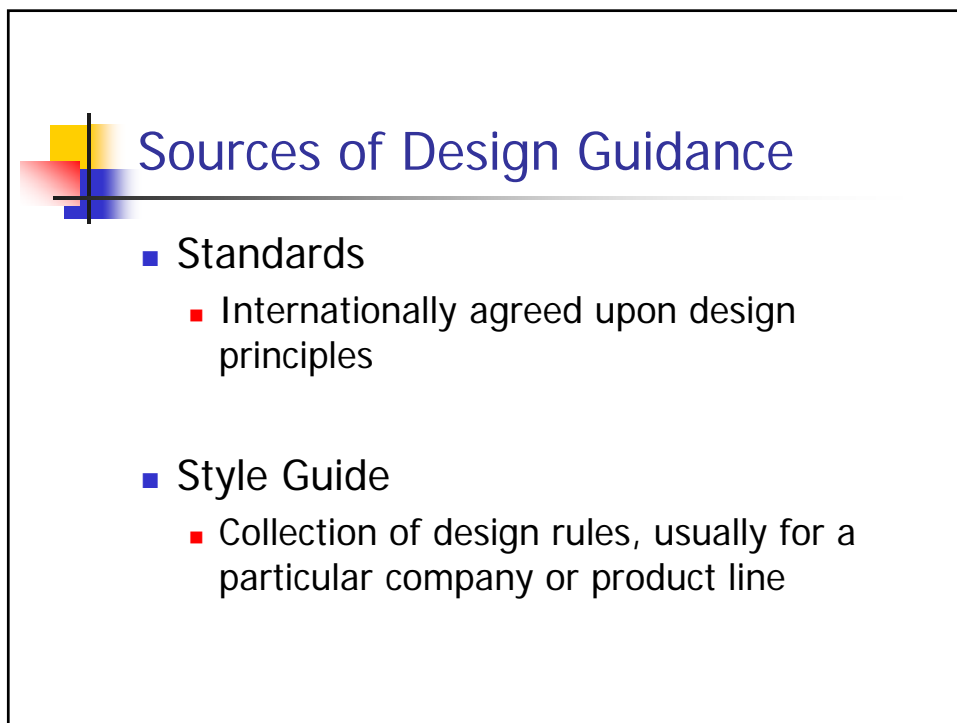 Sources of Design Guidance
Standards
Internationally agreed upon design
principles
Style Guide
Collection of design rules, usually for a
particular company or product line